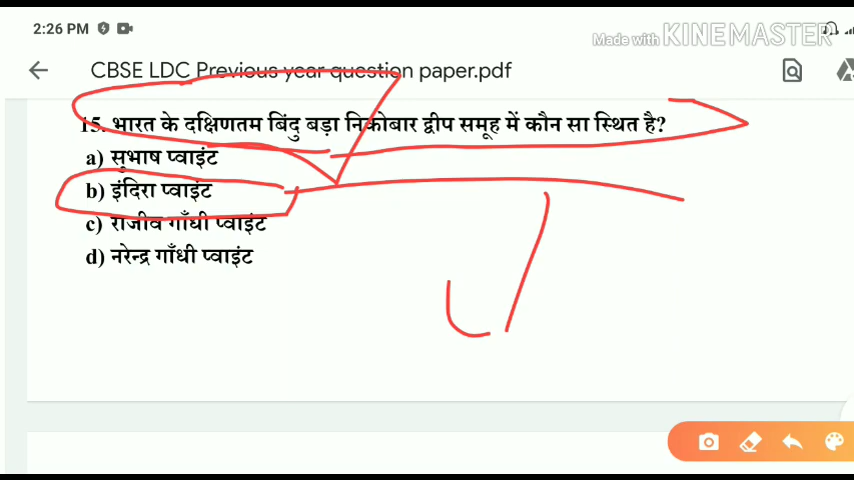 2:26 PM
Made with KINEMASTER
CBSE LDC Previous year question paper.pdf
15. भारत के दक्षिणतम बिंदु बड़ा निकोबार द्वीप समूह में कौन सा स्थित है?
a) सुभाष प्वाइंट
b) इंदिरा प्वाइंट
c) राजीव गाँधी प्वाइंट
d) नरेन्द्र गाँधी प्वाइंट